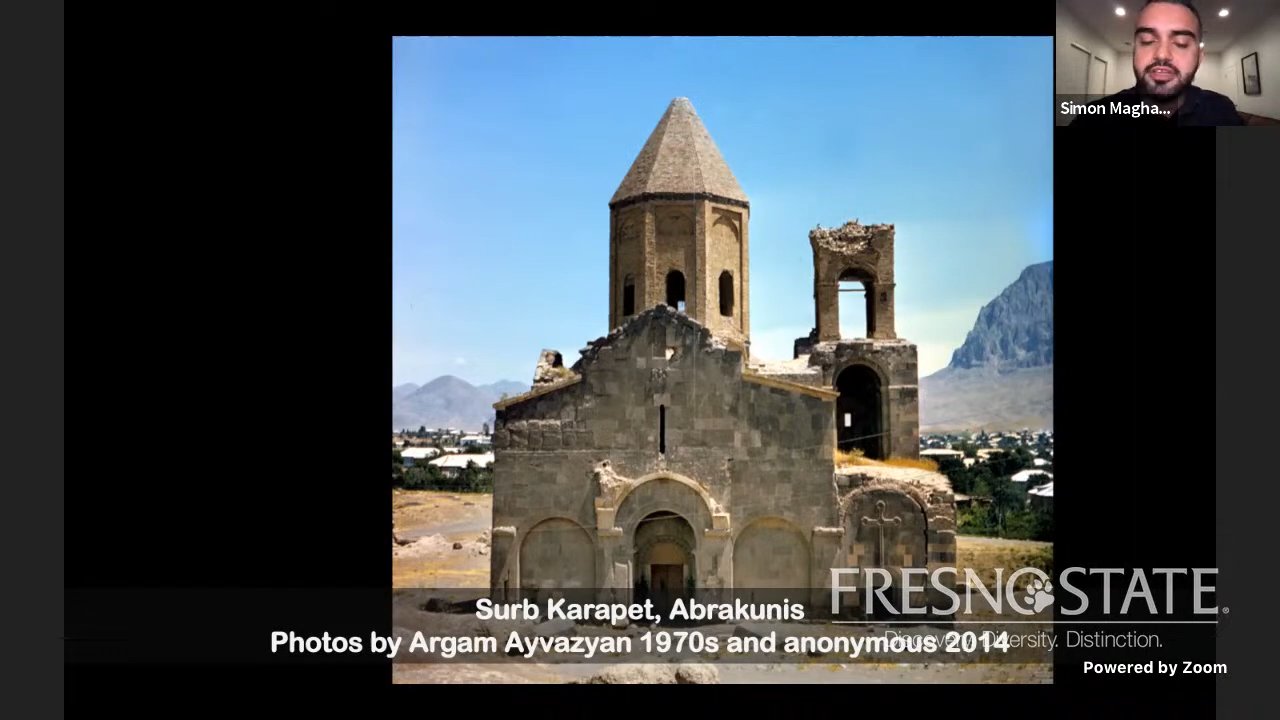 Simon Magha...
FRESNO STATE®
Discovery. Diversity. Distinction.
Surb Karapet, Abrakunis
Photos by Argam Ayvazyan 1970s and anonymous 2014
Powered by Zoom